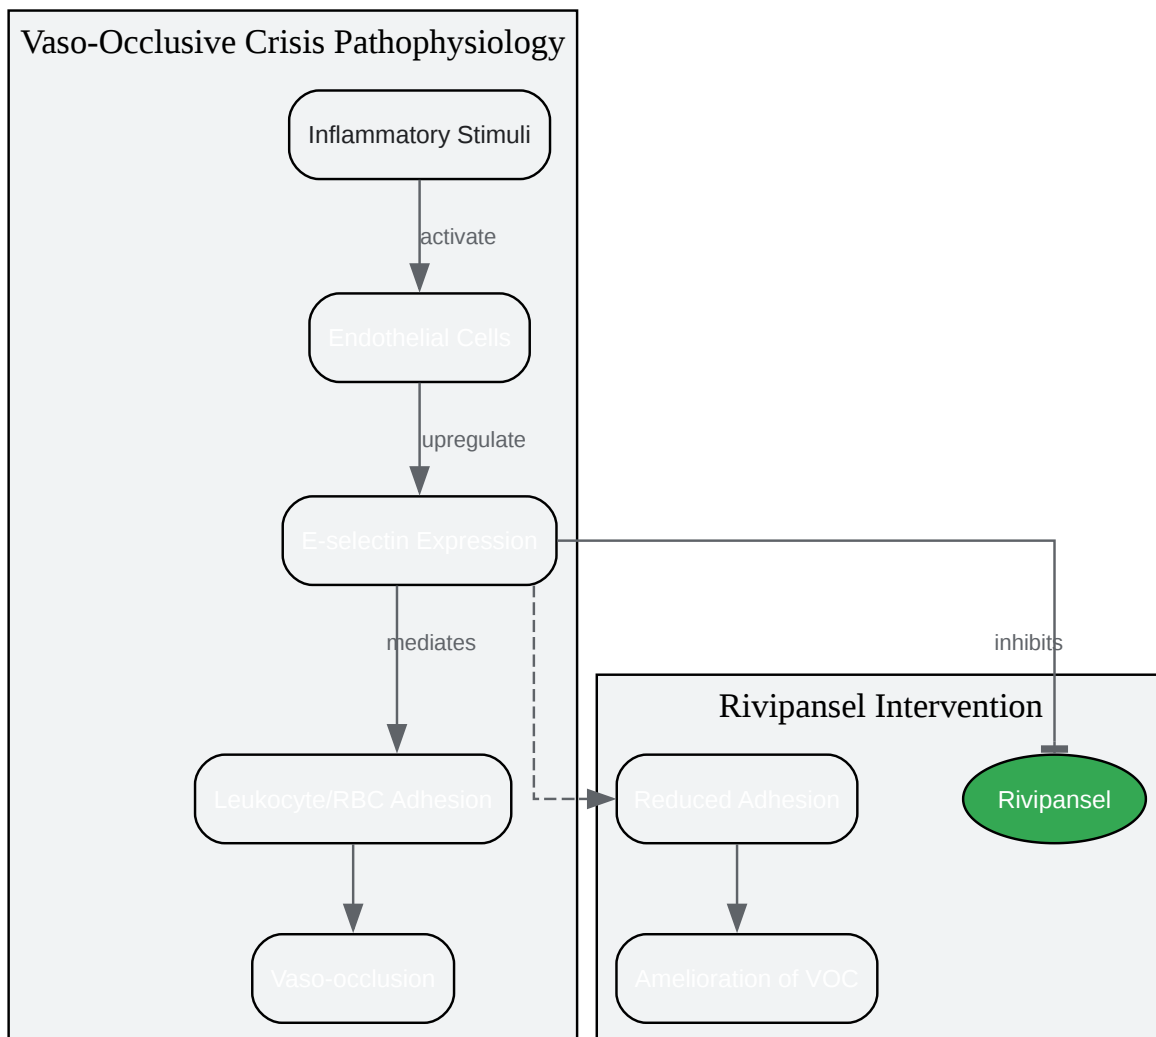 Vaso-Occlusive Crisis Pathophysiology
Inflammatory Stimuli
activate
Endothelial Cells
upregulate
E-selectin Expression
mediates
inhibits
Rivipansel Intervention
Leukocyte/RBC Adhesion
Reduced Adhesion
Rivipansel
Vaso-occlusion
Amelioration of VOC